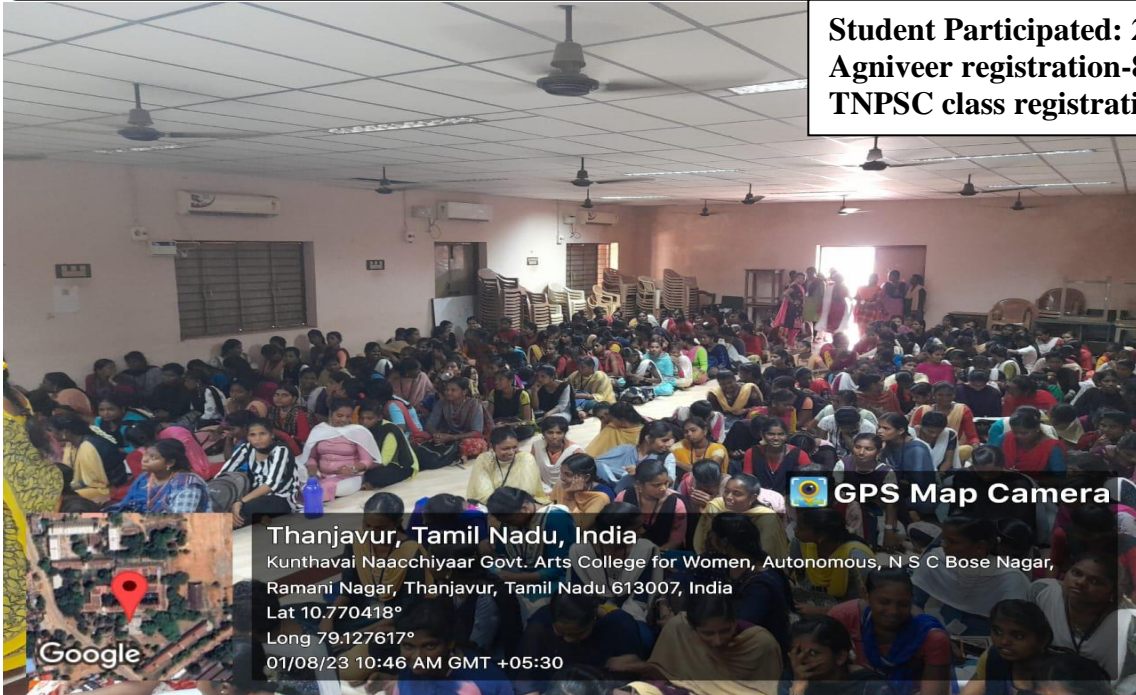 Student Participated:
Agniveer registration-
TNPSC class
GPS Map Camera
Thanjavur, Tamil Nadu, India
Kunthavai Naacchiyaar Govt. Arts College for Women, Autonomous, N S C Bose Nagar,
Ramani Nagar, Thanjavur, Tamil Nadu 613007, India
Lat 10.770418°
Long 79.127617°
01/08/23 10:46 AM GMT +05:30
Google